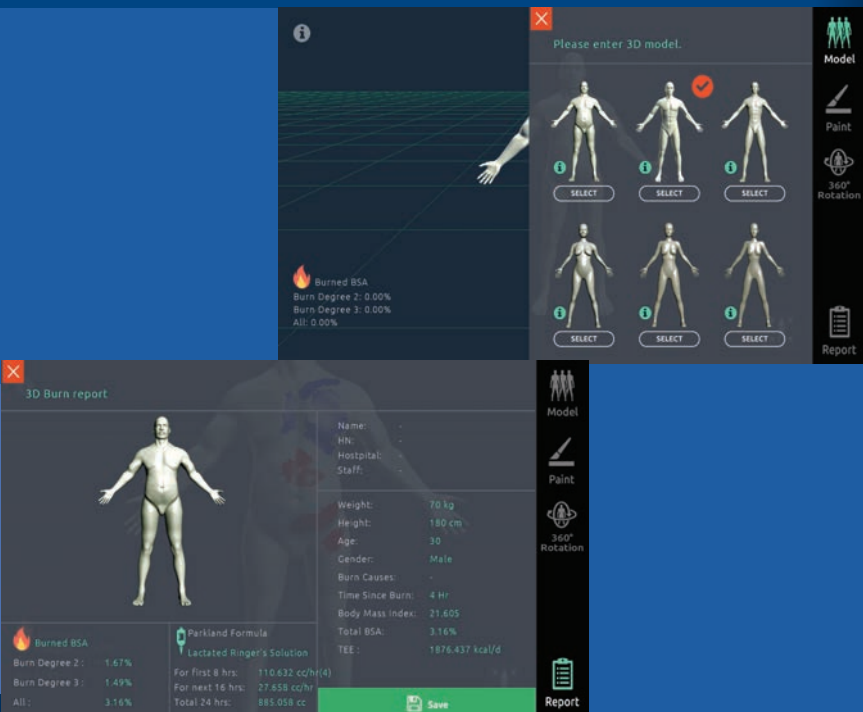 Please enter 3D model.
SELECT
SELECT
SELECT
SELECT
SELECT
SELECT
Burned BSA
Burn Degree 2: 0.00%
Burn Degree 3: 0.00%
All: 0.00%
Model
Paint
360°
Rotation
Report
3D Burn report
Name: -
HN: -
Hostpital: -
Staff: -
Weight: 70 kg
Height: 180 cm
Age: 30
Gender: Male
Burn Causes: -
Time Since Burn: 4 Hr
Body Mass Index: 21.605
Total BSA: 3.16%
TEE : 1876.437 kcal/d
Burned BSA
Burn Degree 2 : 1.67%
Burn Degree 3 : 1.49%
All : 3.16%
Parkland Formula
Lactated Ringer's Solution
For first 8 hrs: 110.632 cc/hr(4)
For next 16 hrs: 27.658 cc/hr
Total 24 hrs: 885.058 cc
Save
Model
Paint
360°
Rotation
Report